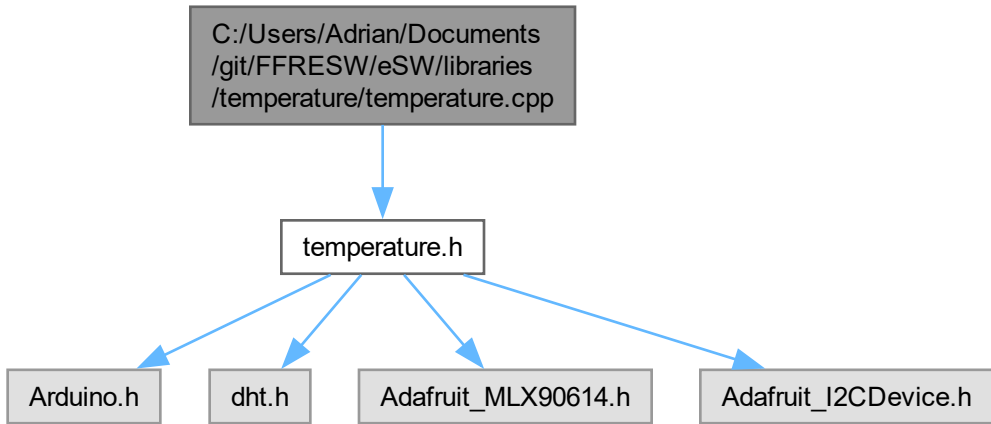 C:/Users/Adrian/Documents
/git/FFRESW/eSW/libraries
/temperature/temperature.cpp
temperature.h
Arduino.h
dht.h
Adafruit_MLX90614.h
Adafruit_I2CDevice.h